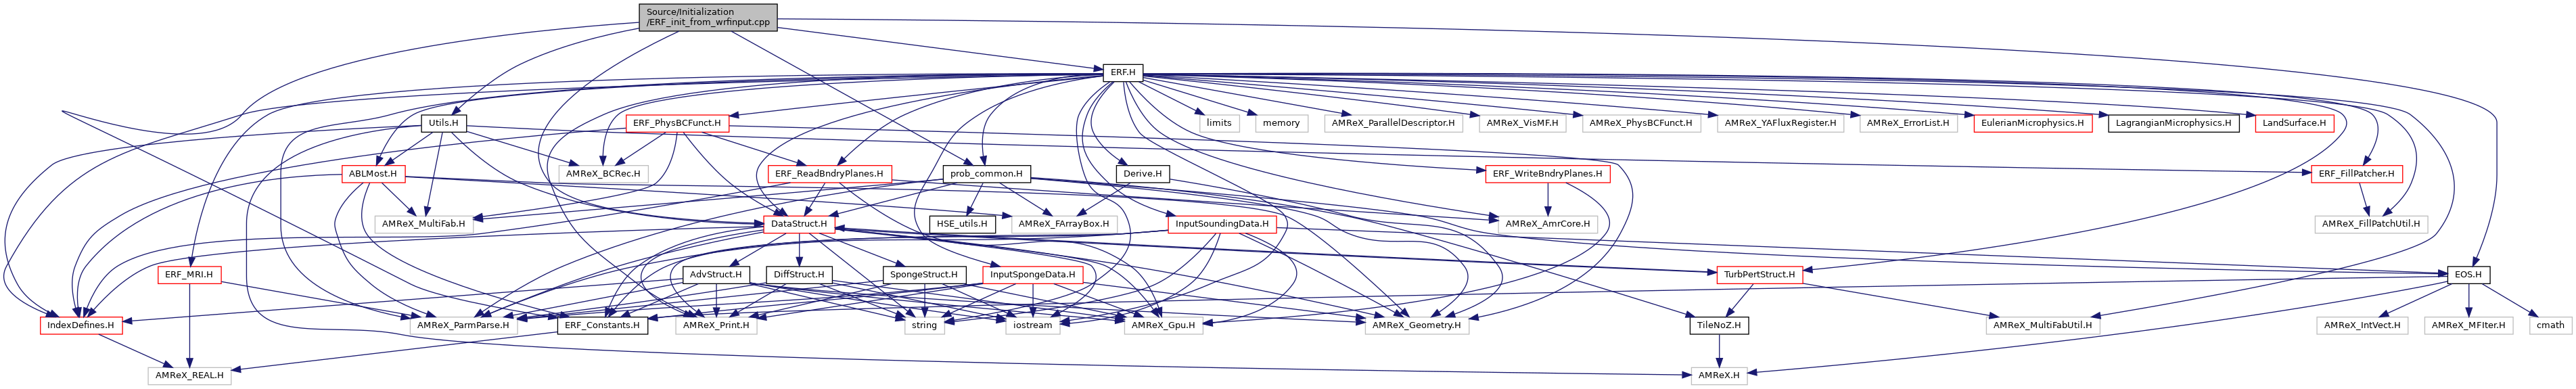 Source/Initialization
/ERF_init_from_wrfinput.cpp
ERF.H
Utils.H
ERF_PhysBCFunct.H
limits
memory
AMReX_ParallelDescriptor.H
AMReX_VisMF.H
AMReX_PhysBCFunct.H
AMReX_YAFluxRegister.H
AMReX_ErrorList.H
EulerianMicrophysics.H
LagrangianMicrophysics.H
LandSurface.H
ABLMost.H
AMReX_BCRec.H
ERF_ReadBndryPlanes.H
prob_common.H
Derive.H
ERF_WriteBndryPlanes.H
ERF_FillPatcher.H
AMReX_MultiFab.H
DataStruct.H
HSE_utils.H
AMReX_FArrayBox.H
InputSoundingData.H
AMReX_AmrCore.H
AMReX_FillPatchUtil.H
ERF_MRI.H
AdvStruct.H
DiffStruct.H
SpongeStruct.H
InputSpongeData.H
TurbPertStruct.H
EOS.H
IndexDefines.H
AMReX_ParmParse.H
ERF_Constants.H
AMReX_Print.H
string
iostream
AMReX_Gpu.H
AMReX_Geometry.H
TileNoZ.H
AMReX_MultiFabUtil.H
AMReX_IntVect.H
AMReX_MFIter.H
cmath
AMReX_REAL.H
AMReX.H